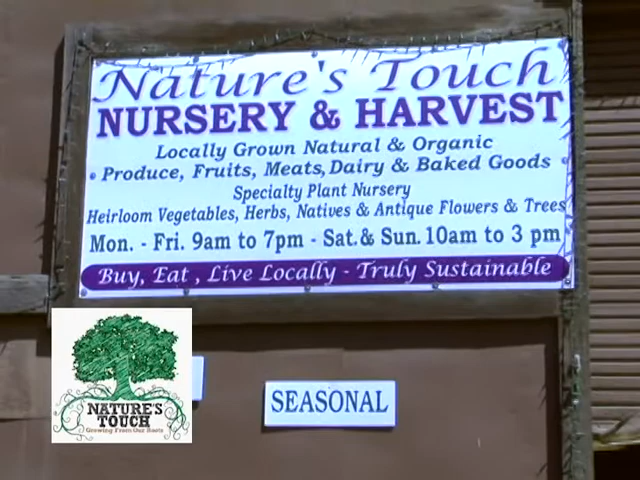 Nature's Touch
NURSERY & HARVEST
Locally Grown Natural & Organic
• Produce, Fruits, Meats, Dairy & Baked Goods •
Specialty Plant Nursery
Heirloom Vegetables, Herbs, Natives & Antique Flowers & Trees
Mon. - Fri. 9am to 7pm - Sat. & Sun. 10am to 3 pm
Buy, Eat , Live Locally - Truly Sustainable
SEASONAL
NATURE'S
TOUCH
Growing From Our Roots